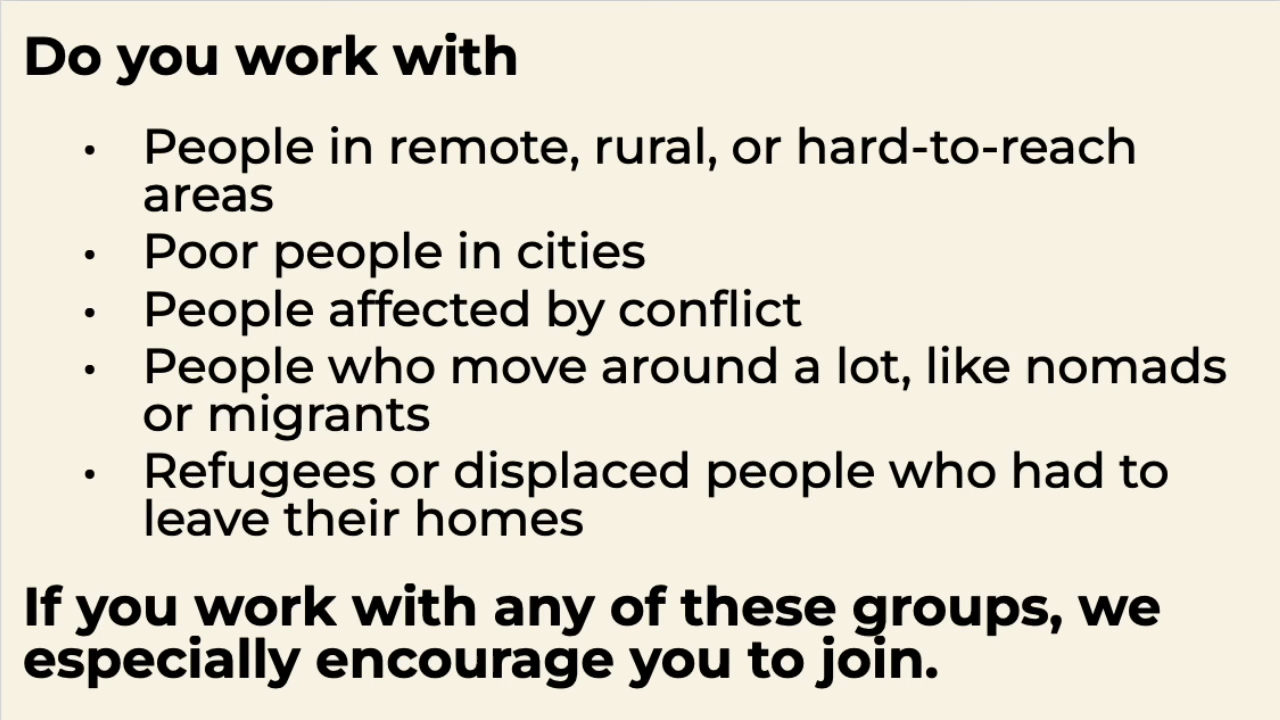 Do you work with
• People in remote, rural, or hard-to-reach
areas
• Poor people in cities
• People affected by conflict
• People who move around a lot, like nomads
or migrants
• Refugees or displaced people who had to
leave their homes
If you work with any of these groups, we
especially encourage you to join.